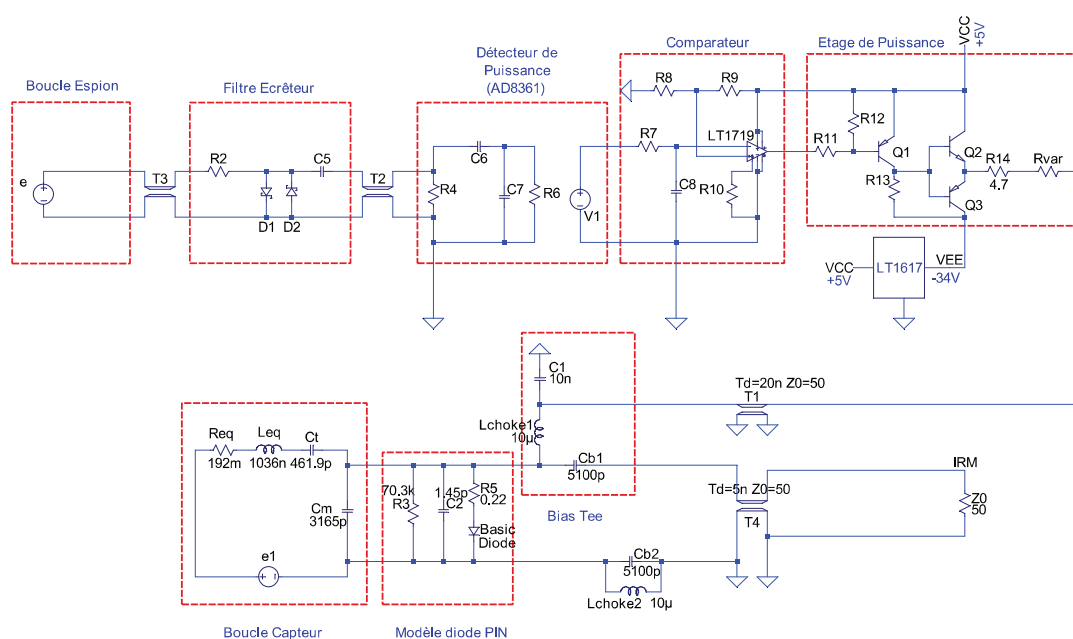 Boucle Espion
e
T3
Filtre Ecrêteur
R2
C5
D1
D2
T2
Détecteur de
Puissance
(AD8361)
C6
R4
C7
R6
V1
Comparateur
R8
R9
R7
LT1719
C8
R10
Etage de Puissance
VCC
+5V
R12
R11
Q1
Q2
R13
R14
4.7
Rvar
Q3
VCC
+5V
LT1617
VEE
-34V
C1
10n
Lchoke1
10µ
Cb1
5100p
Bias Tee
Td=20n Z0=50
T1
Req
192m
Leq
1036n
Ct
461.9p
Cm
3165p
e1
Boucle Capteur
70.3k
R3
1.45p
C2
R5
0.22
Basic
Diode
Modèle diode PIN
Cb2
5100p
Lchoke2
10µ
Td=5n Z0=50
T4
IRM
Z0
50